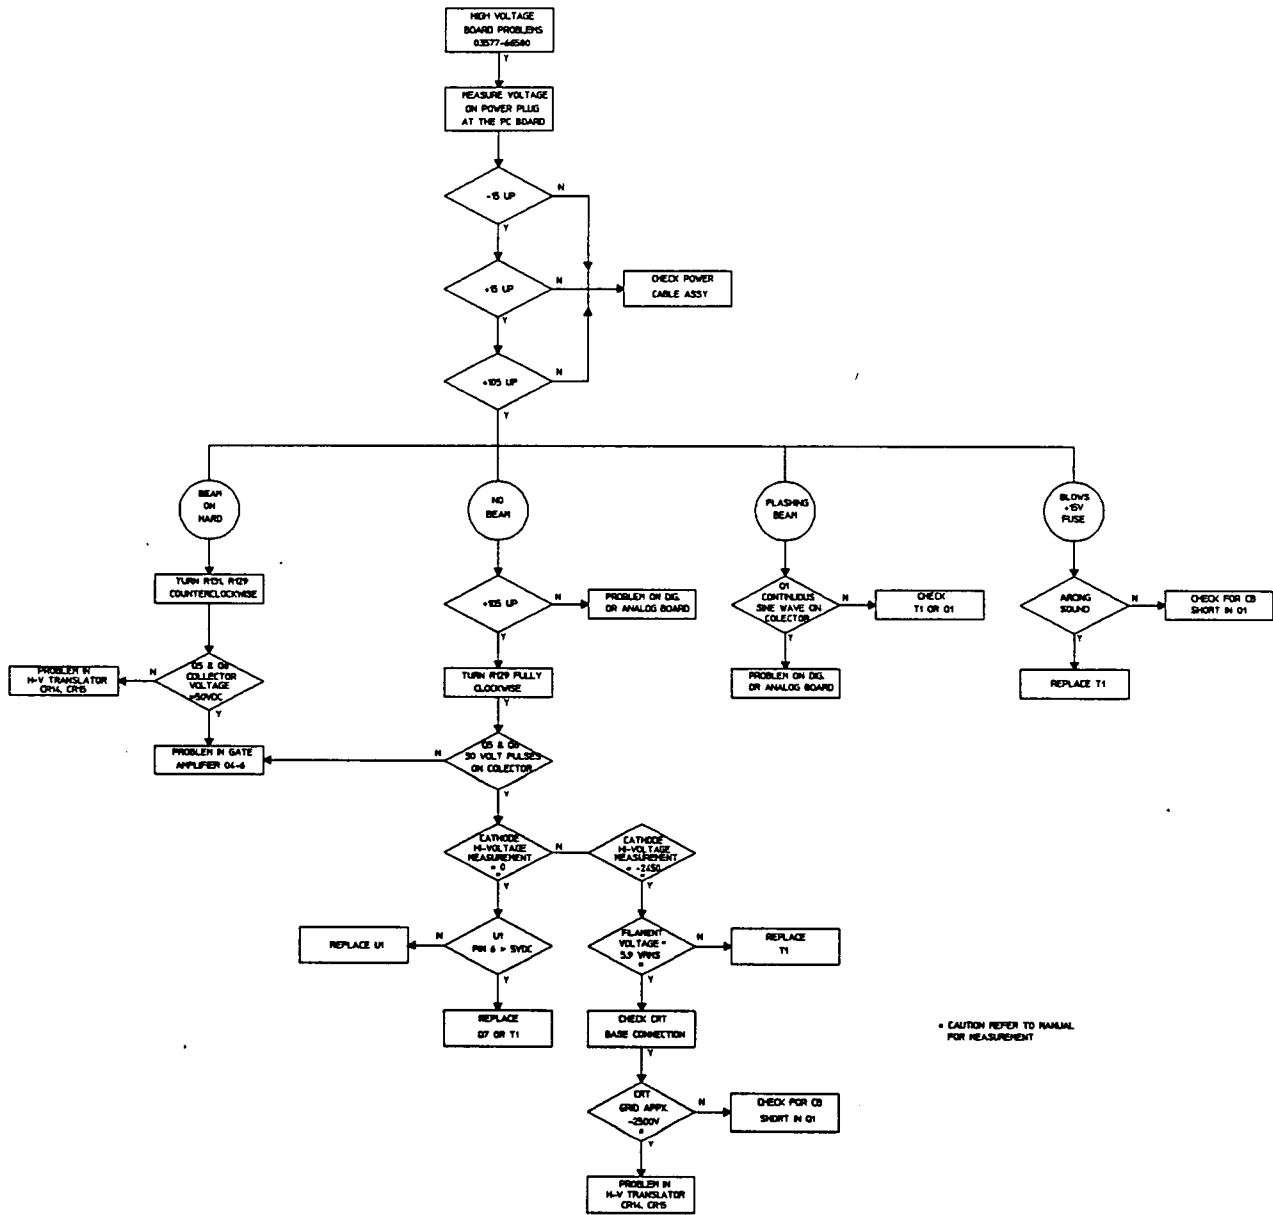 HIGH VOLTAGE
BOARD PROBLEMS
03577-66580
Y
MEASURE VOLTAGE
ON POWER PLUG
AT THE PC BOARD
-15 UP
N
Y
+15 UP
N
Y
CHECK POWER
CABLE ASSY
+105 UP
N
Y
BEAM
ON
HARD
NO
BEAM
FLASHING
BEAM
BLOWS
+15V
FUSE
TURN R131, R129
COUNTERCLOCKWISE
+105 UP
N
Y
PROBLEM ON DIG.
OR ANALOG BOARD
Q1
CONTINUOUS
SINE WAVE ON
COLECTOR
N
Y
CHECK
T1 OR Q1
ARCING
SOUND
N
Y
CHECK FOR CB
SHORT IN Q1
PROBLEM IN
H-V TRANSLATOR
CR14, CR15
N
Q5 & Q6
COLLECTOR
VOLTAGE
≈50VDC
Y
TURN R129 FULLY
CLOCKWISE
Y
PROBLEM ON DIG.
OR ANALOG BOARD
REPLACE T1
PROBLEM IN GATE
AMPLIFIER Q4-6
N
Q5 & Q6
30 VOLT PULSES
ON COLECTOR
Y
CATHODE
HI-VOLTAGE
MEASUREMENT
= 0
*
N
Y
CATHODE
HI-VOLTAGE
MEASUREMENT
= -2450
*
Y
REPLACE U1
N
U1
PIN 6 > 5VDC
Y
FILAMENT
VOLTAGE =
5.9 VRMS
*
N
Y
REPLACE
T1
REPLACE
Q7 OR T1
CHECK CRT
BASE CONNECTION
Y
* CAUTION REFER TO MANUAL
FOR MEASUREMENT
CRT
GRID APPX.
-2500V
*
N
Y
CHECK FOR CB
SHORT IN Q1
PROBLEM IN
H-V TRANSLATOR
CR14, CR15